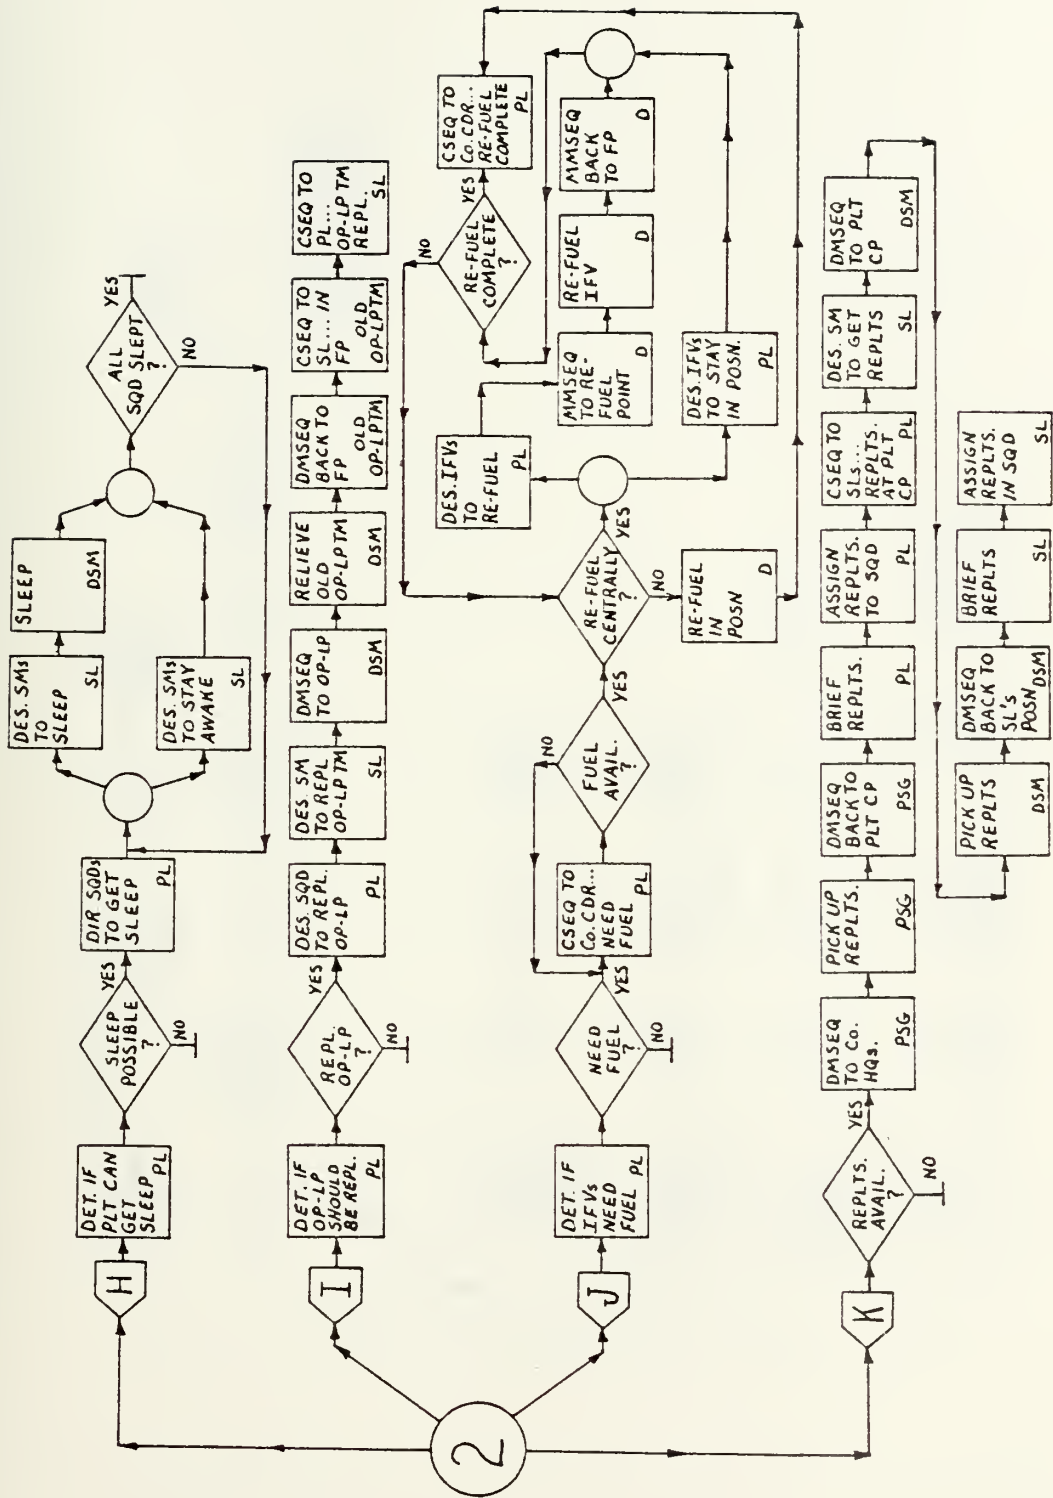 2
H
DET. IF
PLT CAN
GET
SLEEP
PL
SLEEP
POSSIBLE
?
YES
NO
DIR SQDs
TO GET
SLEEP
PL
DES. SMs
TO
SLEEP
SL
SLEEP
DSM
DES. SMs
TO STAY
AWAKE
SL
ALL
SQD SLEPT
?
YES
NO
I
DET. IF
OP-LP
SHOULD
BE REPL.
PL
REPL.
OP-LP
?
YES
NO
DES. SQD
TO REPL.
OP-LP
PL
DES. SM
TO REPL
OP-LPTM
SL
DMSEQ
TO OP-LP
DSM
RELIEVE
OLD
OP-LPTM
DSM
DMSEQ
BACK TO
FP
OLD
OP-LPTM
CSEQ TO
SL... IN
FP
OLD
OP-LPTM
CSEQ TO
PL...
OP-LPTM
REPL.
SL
J
DET. IF
IFVs
NEED
FUEL
PL
NEED
FUEL
?
YES
NO
CSEQ TO
Co. CDR...
NEED
FUEL
PL
FUEL
AVAIL.
?
NO
YES
RE-FUEL
CENTRALLY
?
YES
NO
RE-FUEL
IN
POSN
D
DES. IFVs
TO
RE-FUEL
PL
MMSEQ
TO RE-
FUEL
POINT
D
RE-FUEL
IFV
D
MMSEQ
BACK
TO FP
D
DES. IFVs
TO STAY
IN POSN.
PL
RE-FUEL
COMPLETE
?
NO
YES
CSEQ TO
Co. CDR...
RE-FUEL
COMPLETE
PL
K
REPLTS.
AVAIL.
?
YES
NO
DMSEQ
TO Co.
HQs.
PSG
PICK UP
REPLTS.
PSG
DMSEQ
BACK TO
PLT CP
PSG
BRIEF
REPLTS.
PL
ASSIGN
REPLTS.
TO SQD
PL
CSEQ TO
SLS...
REPLTS.
AT PLT
CP
PL
DES. SM
TO GET
REPLTS
SL
DMSEQ
TO PLT
CP
DSM
PICK UP
REPLTS
DSM
DMSEQ
BACK TO
SL'S
POSN
DSM
BRIEF
REPLTS
SL
ASSIGN
REPLTS.
IN SQD
SL